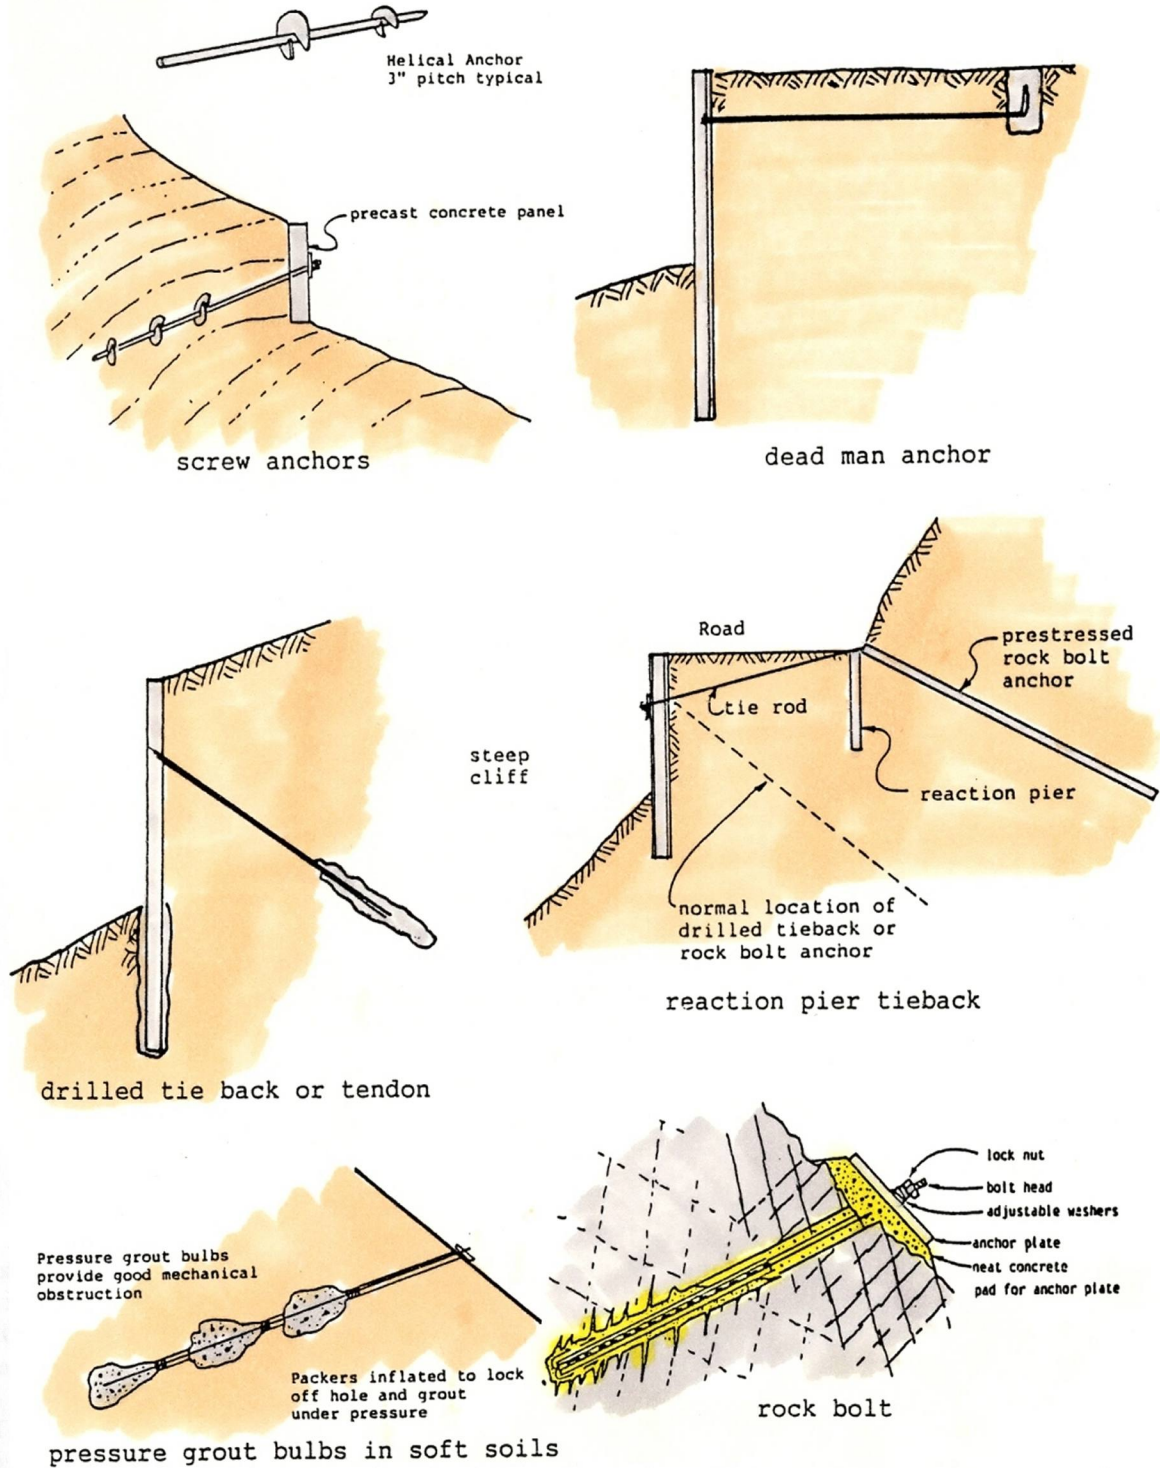 Helical Anchor
3" pitch typical
precast concrete panel
screw anchors
dead man anchor
Road
prestressed
rock bolt
anchor
tie rod
steep
cliff
reaction pier
normal location of
drilled tieback or
rock bolt anchor
reaction pier tieback
drilled tie back or tendon
lock nut
bolt head
adjustable washers
anchor plate
neat concrete
pad for anchor plate
Pressure grout bulbs
provide good mechanical
obstruction
Packers inflated to lock
off hole and grout
under pressure
rock bolt
pressure grout bulbs in soft soils